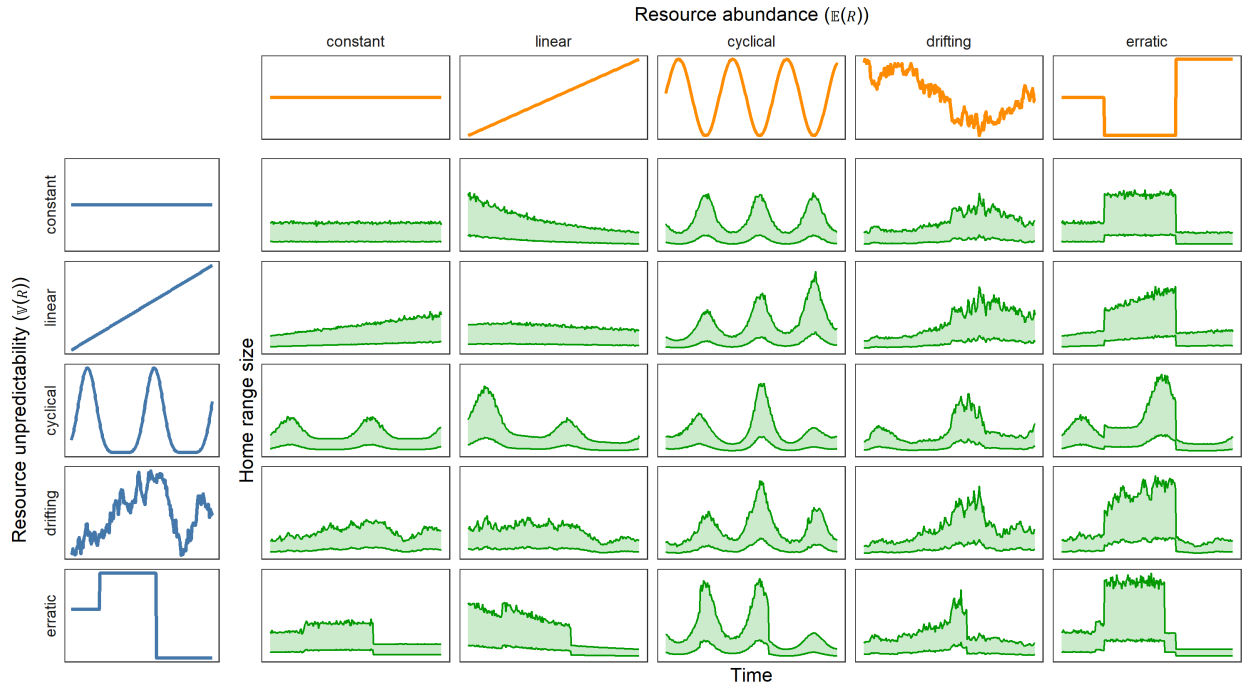 Resource abundance (𝔼(R))
constant linear cyclical drifting erratic
Resource unpredictability (𝕍(R))
constant
linear
cyclical
drifting
erratic
Home range size
Time